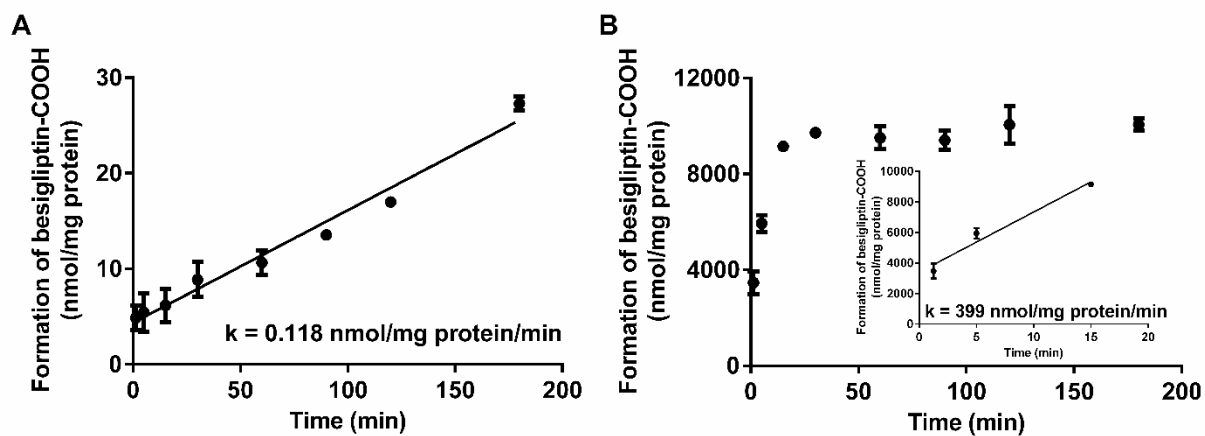 A
Formation of besigliptin-COOH
(nmol/mg protein)
30
20
10
0
k = 0.118 nmol/mg protein/min
0
50
100
150
200
Time (min)
B
Formation of besigliptin-COOH
(nmol/mg protein)
12000
8000
4000
0
0
50
100
150
200
Time (min)
Formation of besigliptin-COOH
(nmol/mg protein)
10000
8000
6000
4000
2000
0
k = 399 nmol/mg protein/min
0
5
10
15
20
Time (min)